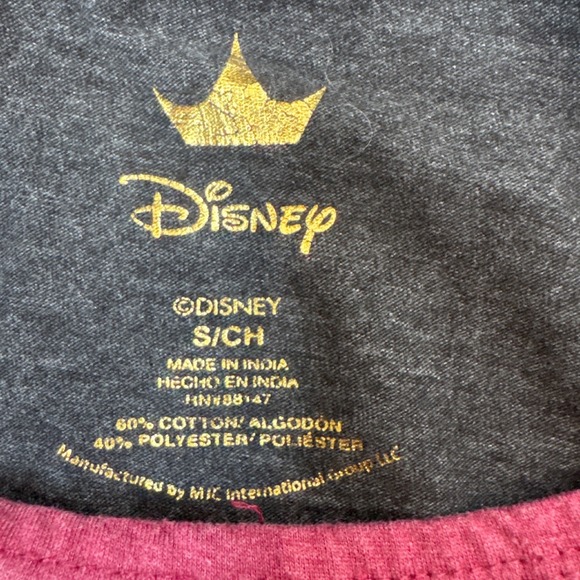 Disney
©DISNEY
S/CH
MADE IN INDIA
HECHO EN INDIA
RN#88147
60% COTTON/ ALGODÓN
40% POLYESTER/ POLIÉSTER
Manufactured by MJC International Group, LLC